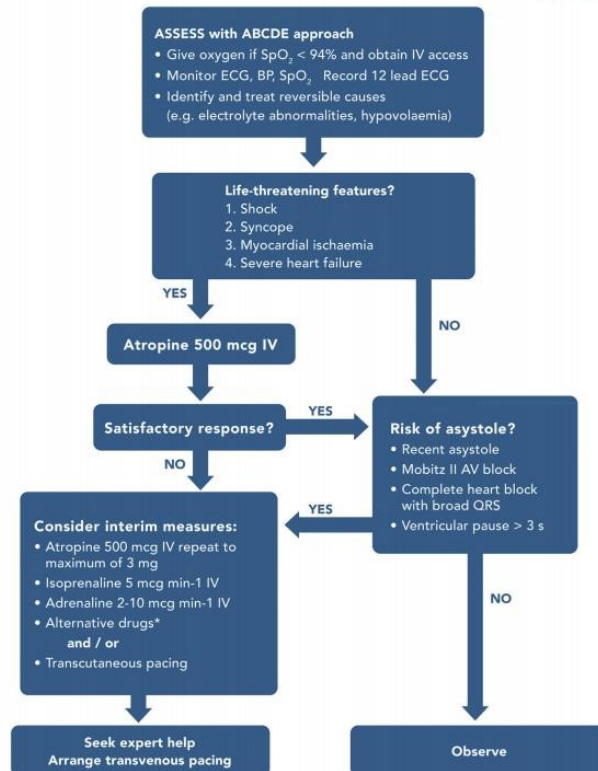 ASSESS with ABCDE approach
• Give oxygen if SpO₂ < 94% and obtain IV access
• Monitor ECG, BP, SpO₂ Record 12 lead ECG
• Identify and treat reversible causes
(e.g. electrolyte abnormalities, hypovolaemia)
Life-threatening features?
1. Shock
2. Syncope
3. Myocardial ischaemia
4. Severe heart failure
YES
NO
Atropine 500 mcg IV
Satisfactory response?
YES
NO
Risk of asystole?
• Recent asystole
• Mobitz II AV block
• Complete heart block
with broad QRS
• Ventricular pause > 3 s
YES
NO
Consider interim measures:
• Atropine 500 mcg IV repeat to
maximum of 3 mg
• Isoprenaline 5 mcg min-1 IV
• Adrenaline 2-10 mcg min-1 IV
• Alternative drugs*
and / or
• Transcutaneous pacing
Seek expert help
Arrange transvenous pacing
Observe